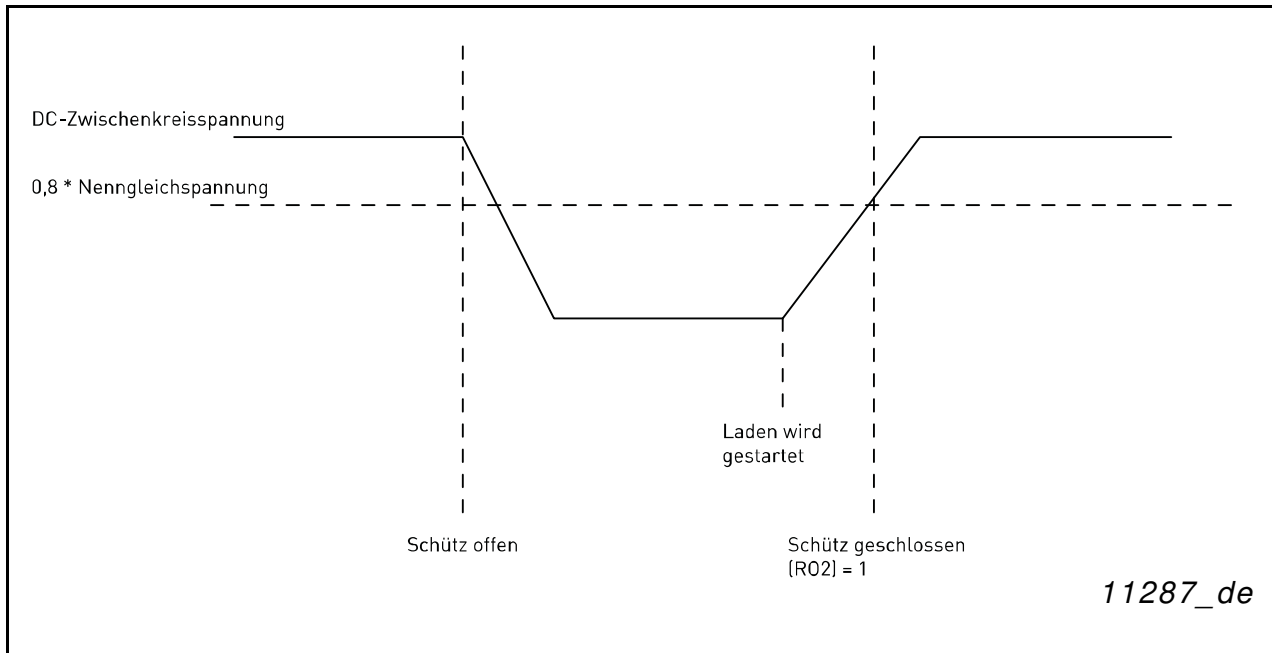 DC-Zwischenkreisspannung
0,8 * Nenngleichspannung
Laden wird
gestartet
Schütz offen
Schütz geschlossen
(RO2) = 1
11287_de